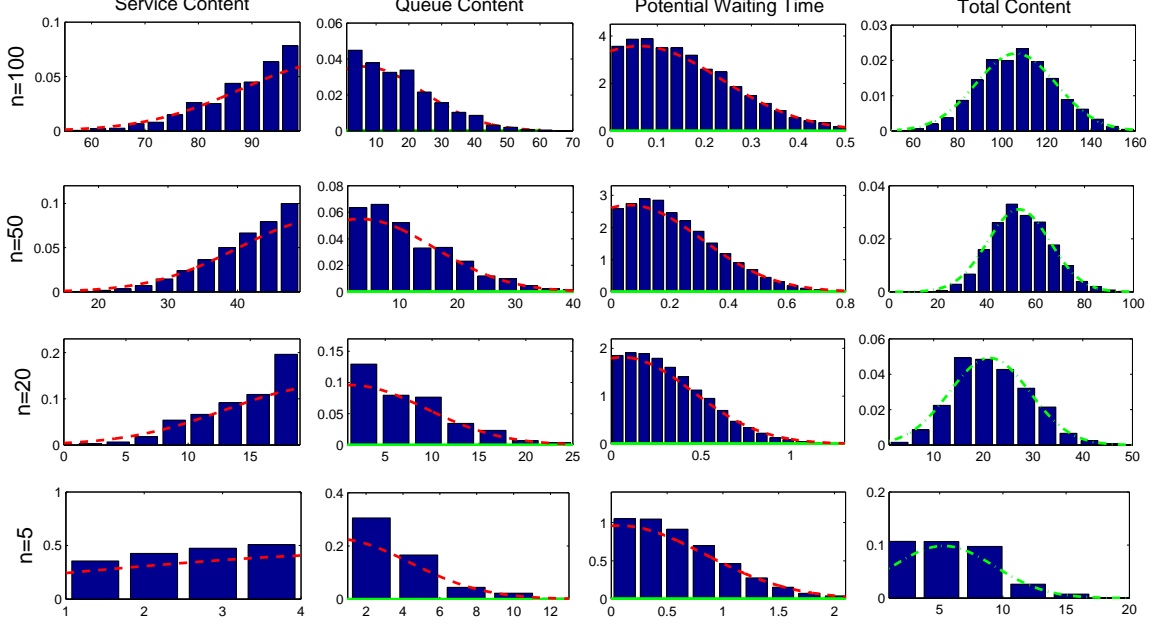 Service Content
Queue Content
Potential Waiting Time
Total Content
n=100
0.1
0.05
0
60 70 80 90
0.06
0.04
0.02
0
10 20 30 40 50 60 70
4
2
0
0 0.1 0.2 0.3 0.4 0.5
0.03
0.02
0.01
0
60 80 100 120 140 160
n=50
0.1
0.05
0
20 30 40
0.08
0.06
0.04
0.02
0
10 20 30 40
3
2
1
0
0 0.2 0.4 0.6 0.8
0.04
0.02
0
0 20 40 60 80 100
n=20
0.2
0.1
0
0 5 10 15
0.15
0.1
0.05
0
5 10 15 20 25
2
1
0
0 0.5 1
0.06
0.04
0.02
0
10 20 30 40 50
n=5
1
0.5
0
1 2 3 4
0.4
0.2
0
2 4 6 8 10 12
1
0.5
0
0 0.5 1 1.5 2
0.2
0.1
0
5 10 15 20